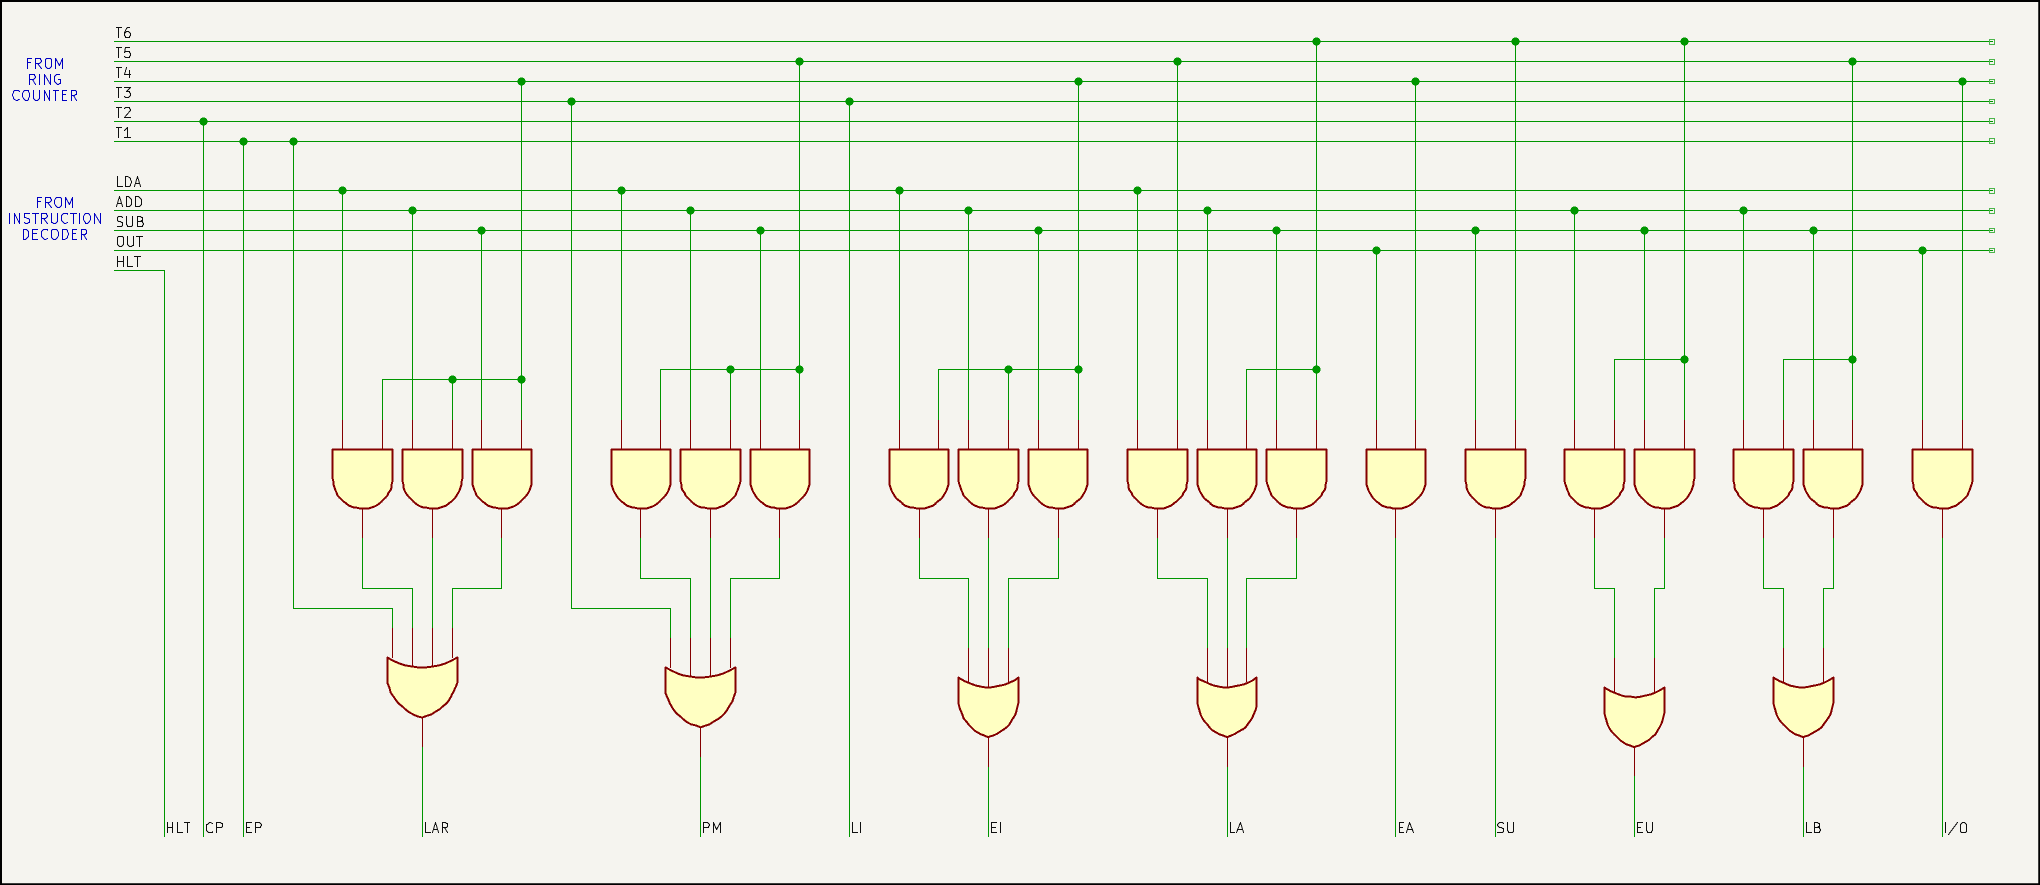 T6
T5
FROM
RING
COUNTER
T4
T3
T2
T1
LDA
ADD
FROM
INSTRUCTION
DECODER
SUB
OUT
HLT
HLT CP EP LAR PM LI EI LA EA SU EU LB I/O